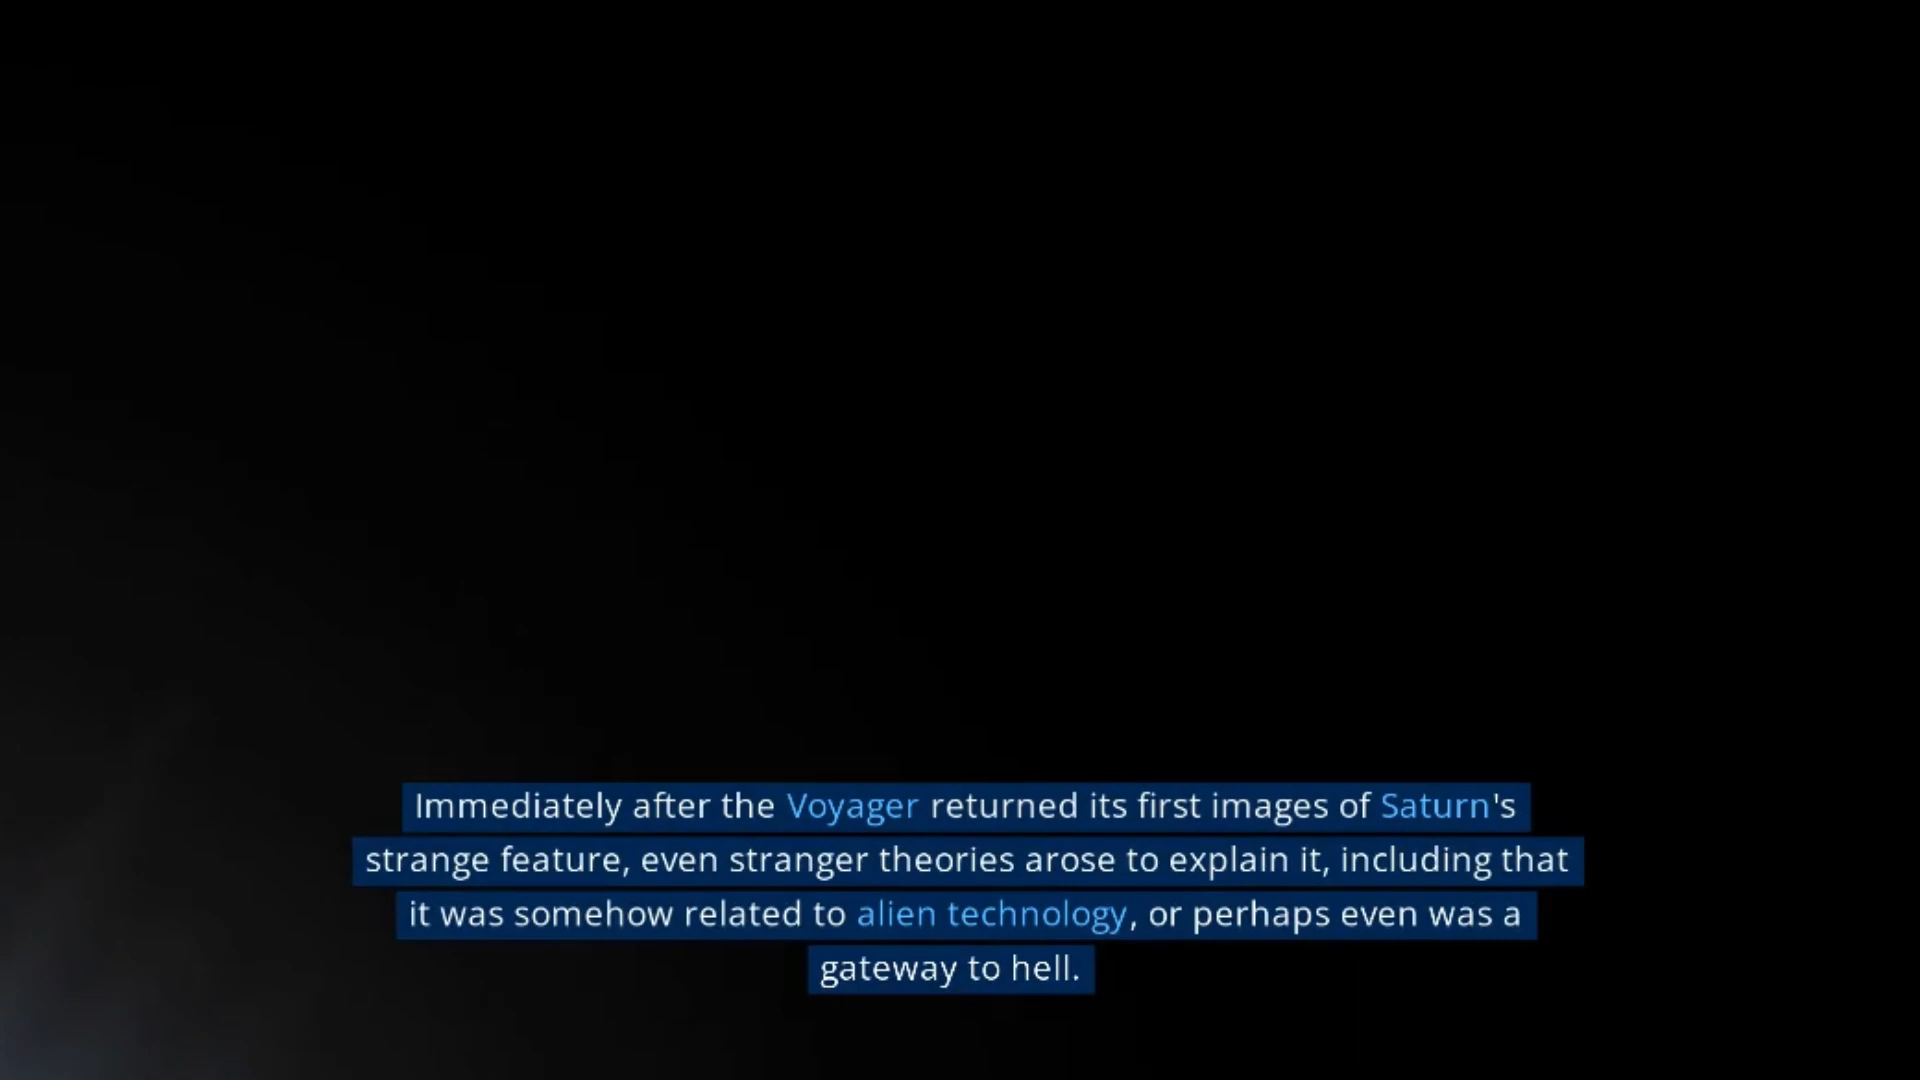 Immediately after the Voyager returned its first images of Saturn's
strange feature, even stranger theories arose to explain it, including that
it was somehow related to alien technology, or perhaps even was a
gateway to hell.